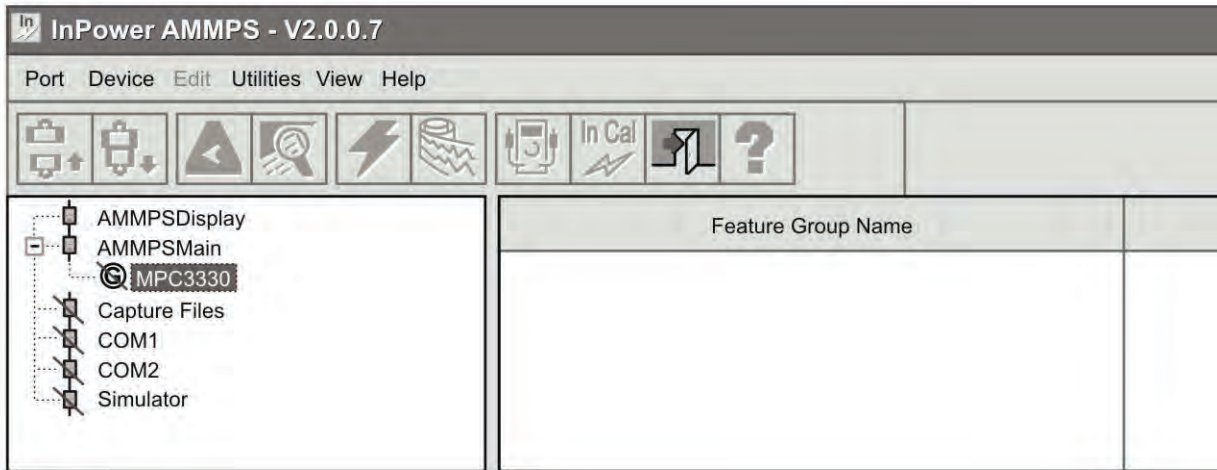 In InPower AMMPS - V2.0.0.7
Port Device Edit Utilities View Help
In Cal ?
AMMPSDisplay
AMMPSMain
G MPC3330
Capture Files
COM1
COM2
Simulator
Feature Group Name